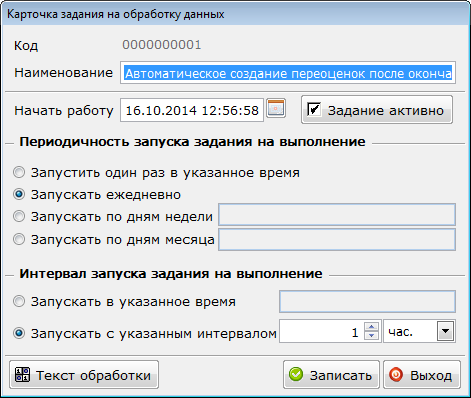 Карточка задания на обработку данных
Код 0000000001
Наименование Автоматическое создание переоценок после оконча
Начать работу 16.10.2014 12:56:58 Задание активно
Периодичность запуска задания на выполнение
Запустить один раз в указанное время
Запускать ежедневно
Запускать по дням недели
Запускать по дням месяца
Интервал запуска задания на выполнение
Запускать в указанное время
Запускать с указанным интервалом 1 час.
Текст обработки Записать Выход